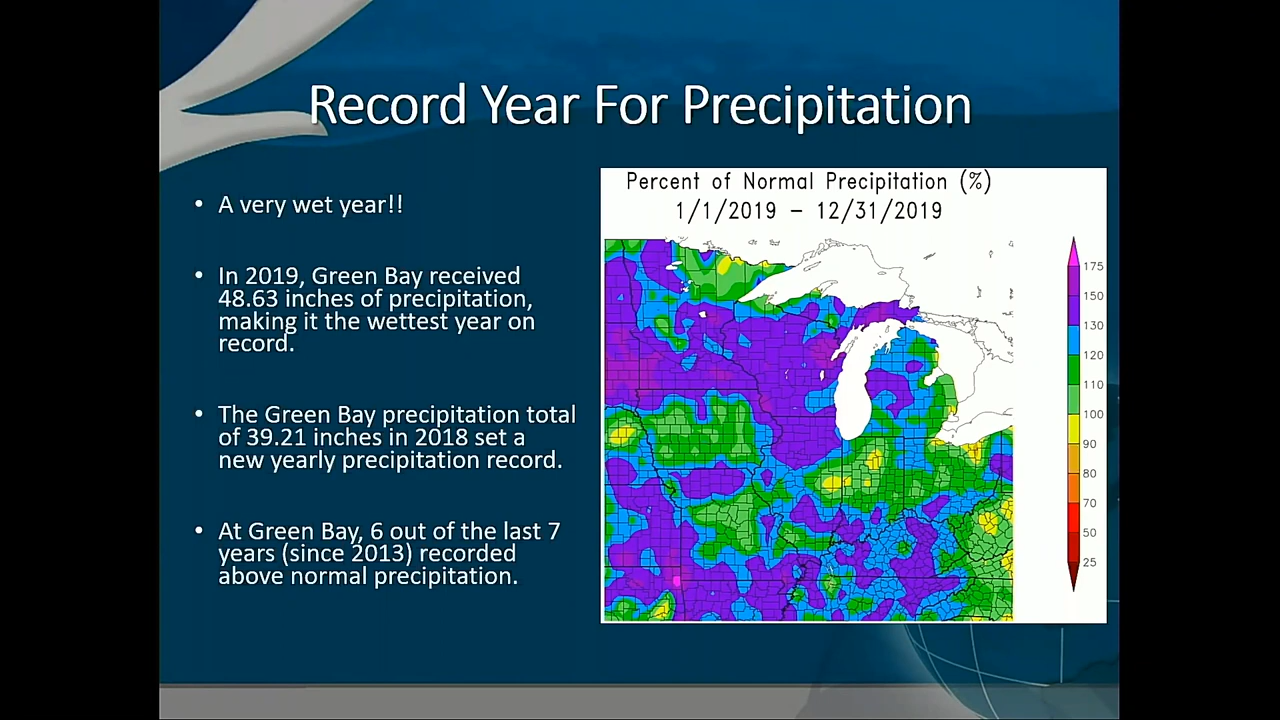 Record Year For Precipitation
• A very wet year!!
• In 2019, Green Bay received
48.63 inches of precipitation,
making it the wettest year on
record.
• The Green Bay precipitation total
of 39.21 inches in 2018 set a
new yearly precipitation record.
• At Green Bay, 6 out of the last 7
years (since 2013) recorded
above normal precipitation.
Percent of Normal Precipitation (%)
1/1/2019 – 12/31/2019
175
150
130
120
110
100
90
80
70
50
25